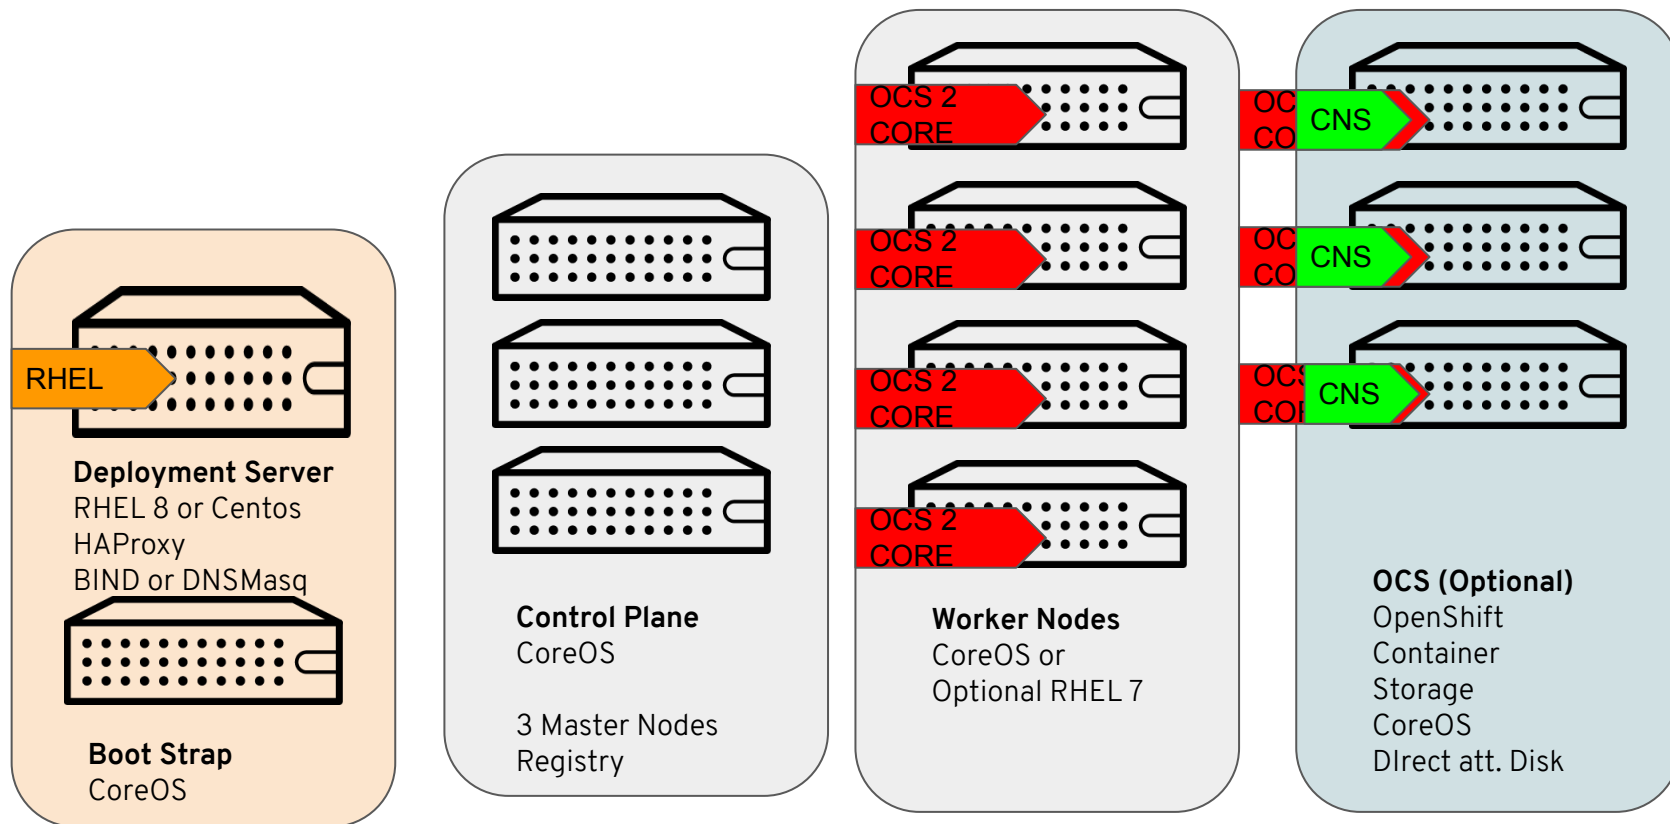 RHEL
Deployment Server
RHEL 8 or Centos
HAProxy
BIND or DNSMasq
Boot Strap
CoreOS
Control Plane
CoreOS
3 Master Nodes
Registry
OCS 2
CORE
OCS 2
CORE
OCS 2
CORE
OCS 2
CORE
Worker Nodes
CoreOS or
Optional RHEL 7
CNS
CNS
CNS
OCS (Optional)
OpenShift
Container
Storage
CoreOS
DIrect att. Disk